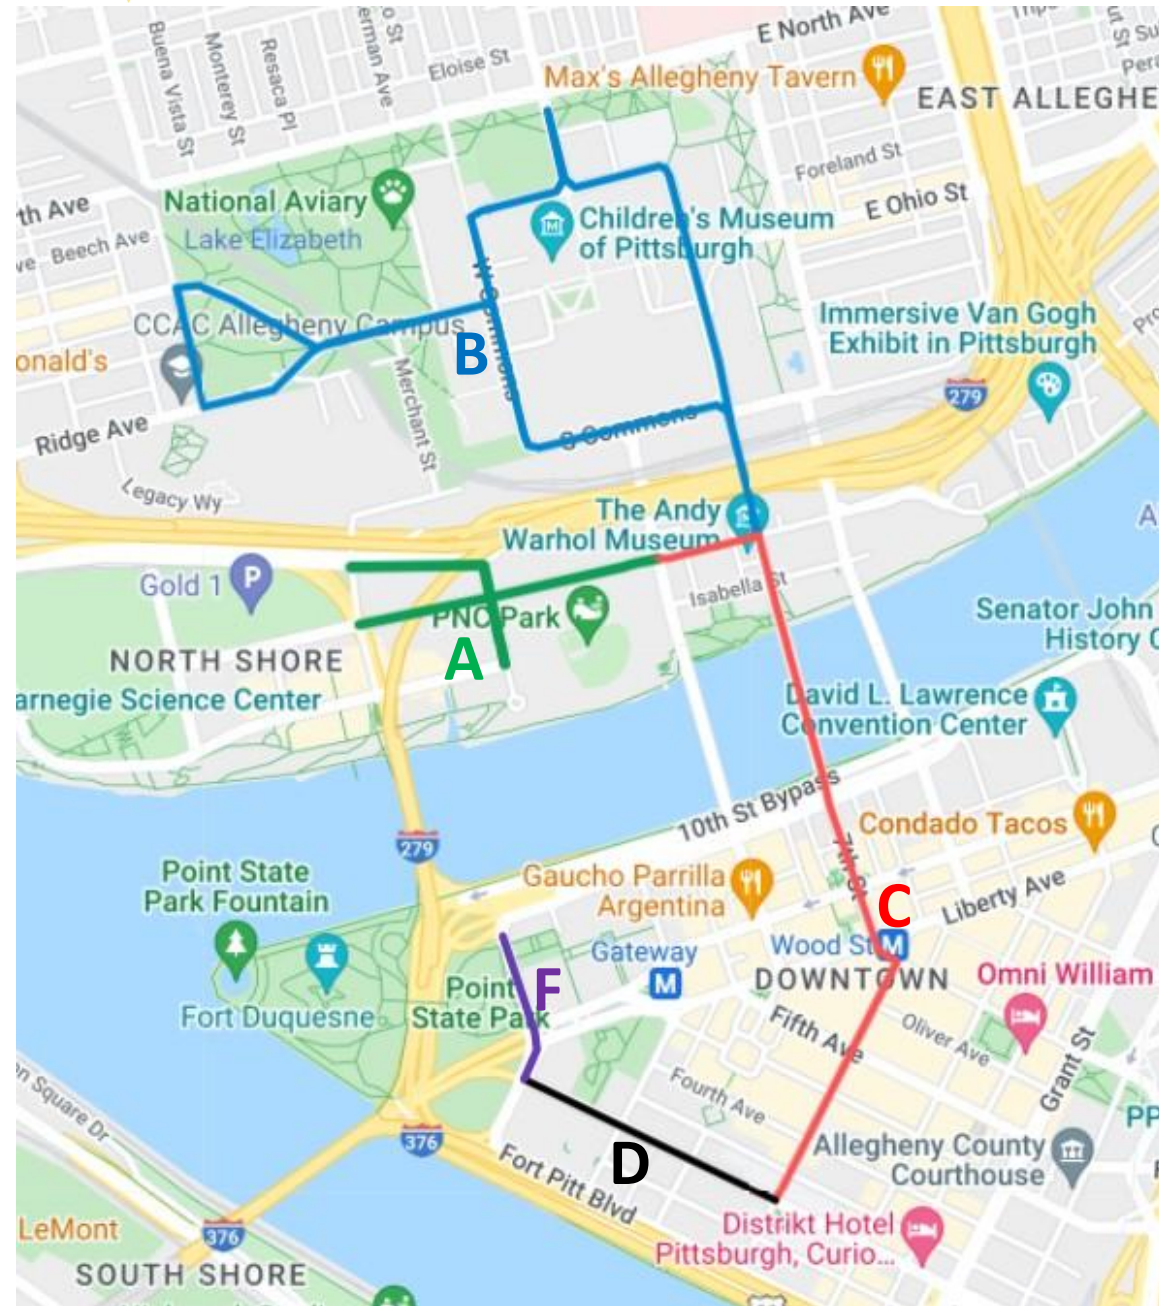 E North Ave
Eloise St
Buena Vista St
Monterey St
Resaca Pl
Max's Allegheny Tavern
EAST ALLEGHE
Foreland St
E Ohio St
National Aviary
th Ave
Lake Elizabeth
Beech Ave
Children's Museum
of Pittsburgh
W Commons
CCAC Allegheny Campus
B
Immersive Van Gogh
Exhibit in Pittsburgh
onald's
279
Merchant St
Ridge Ave
S Commons
Legacy Wy
The Andy
Warhol Museum
Gold 1
P
Isabella St
PNC Park
Senator John
History C
A
NORTH SHORE
arnegie Science Center
David L. Lawrence
Convention Center
10th St Bypass
279
Condado Tacos
7th St
Point State
Park Fountain
Gaucho Parrilla
Argentina
Liberty Ave
C
Gateway
M
Wood St
M
DOWNTOWN
Omni William
Fort Duquesne
Point
State Park
F
Fifth Ave
Oliver Ave
Grant St
en Square Dr
Fourth Ave
PP
376
D
Fort Pitt Blvd
Allegheny County
Courthouse
LeMont
376
Distrikt Hotel
Pittsburgh, Curio...
SOUTH SHORE